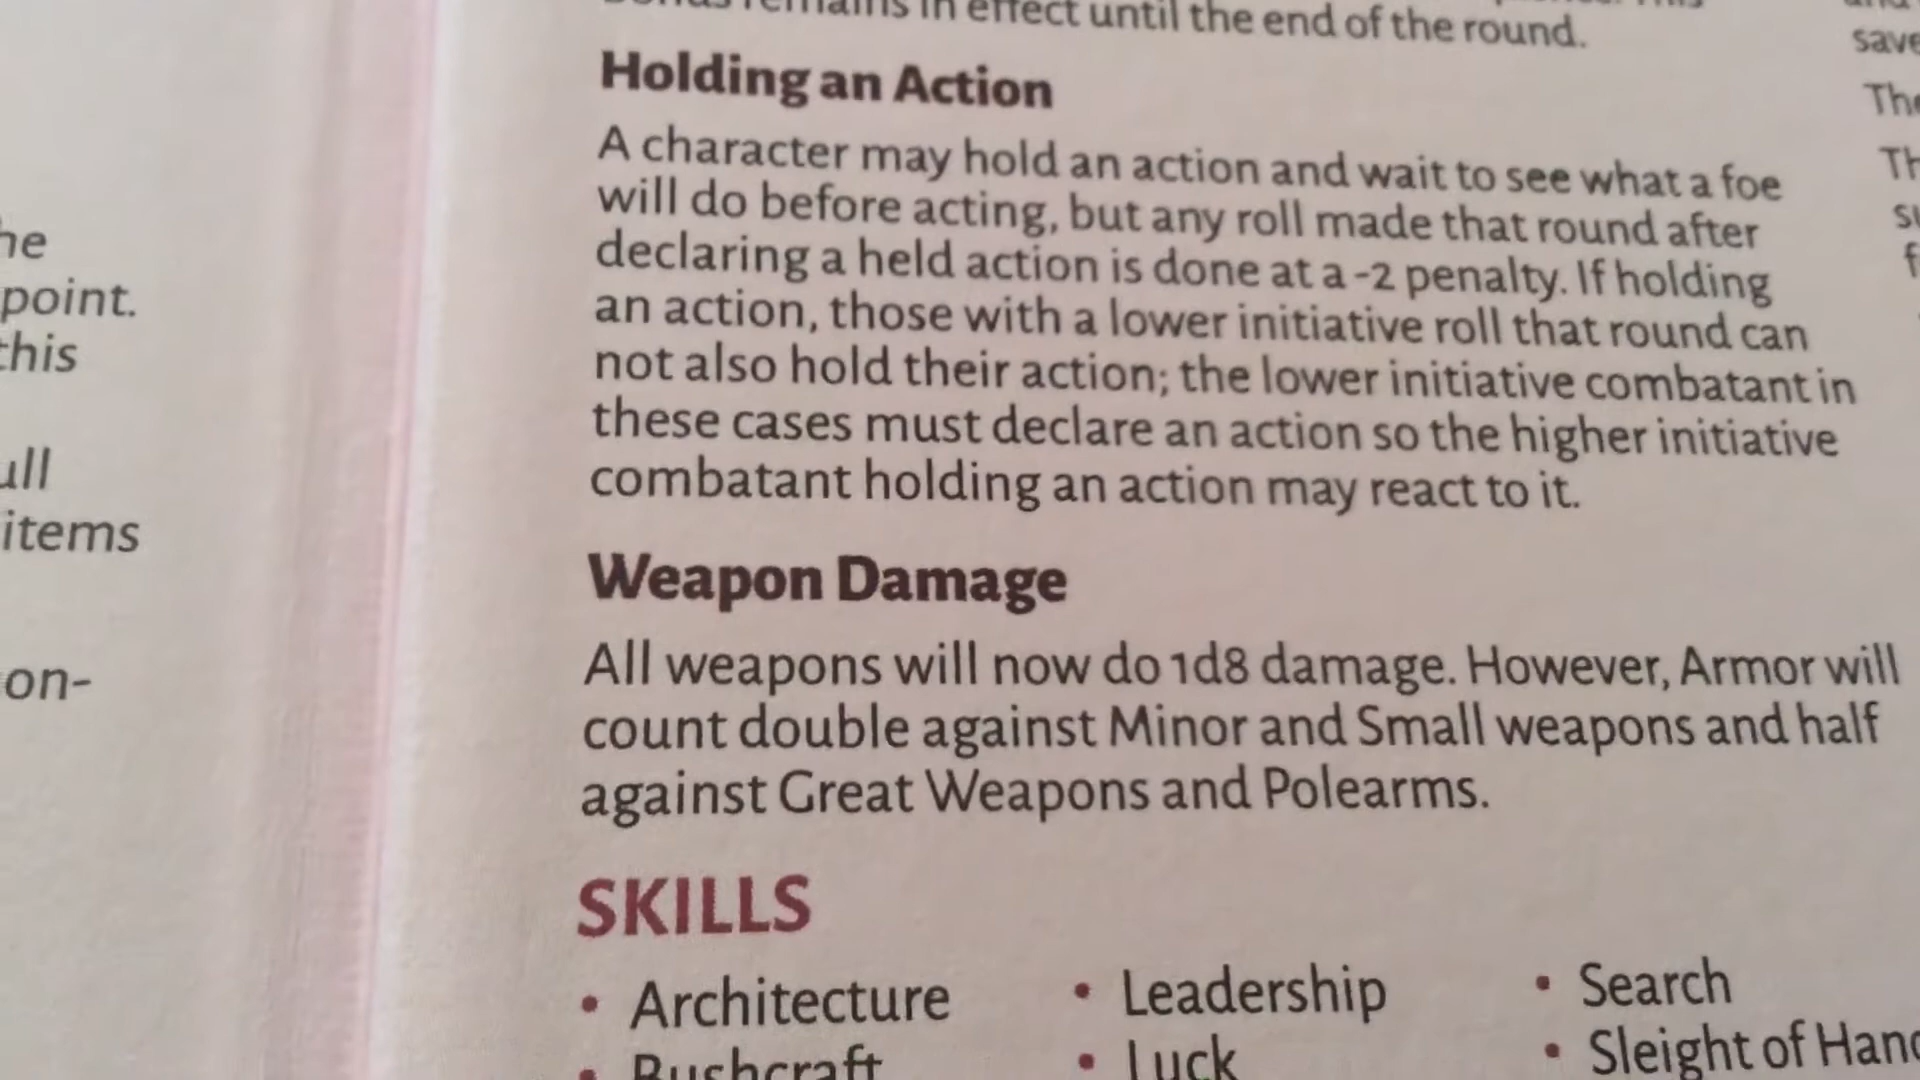 he
point.
this
ull
items
on-
remains in effect until the end of the round.
Holding an Action
A character may hold an action and wait to see what a foe
will do before acting, but any roll made that round after
declaring a held action is done at a -2 penalty. If holding
an action, those with a lower initiative roll that round can
not also hold their action; the lower initiative combatant in
these cases must declare an action so the higher initiative
combatant holding an action may react to it.
Weapon Damage
All weapons will now do 1d8 damage. However, Armor will
count double against Minor and Small weapons and half
against Great Weapons and Polearms.
SKILLS
• Architecture
• Bushcraft
• Leadership
• Luck
• Search
• Sleight of Hand
save
The
Th
su
f